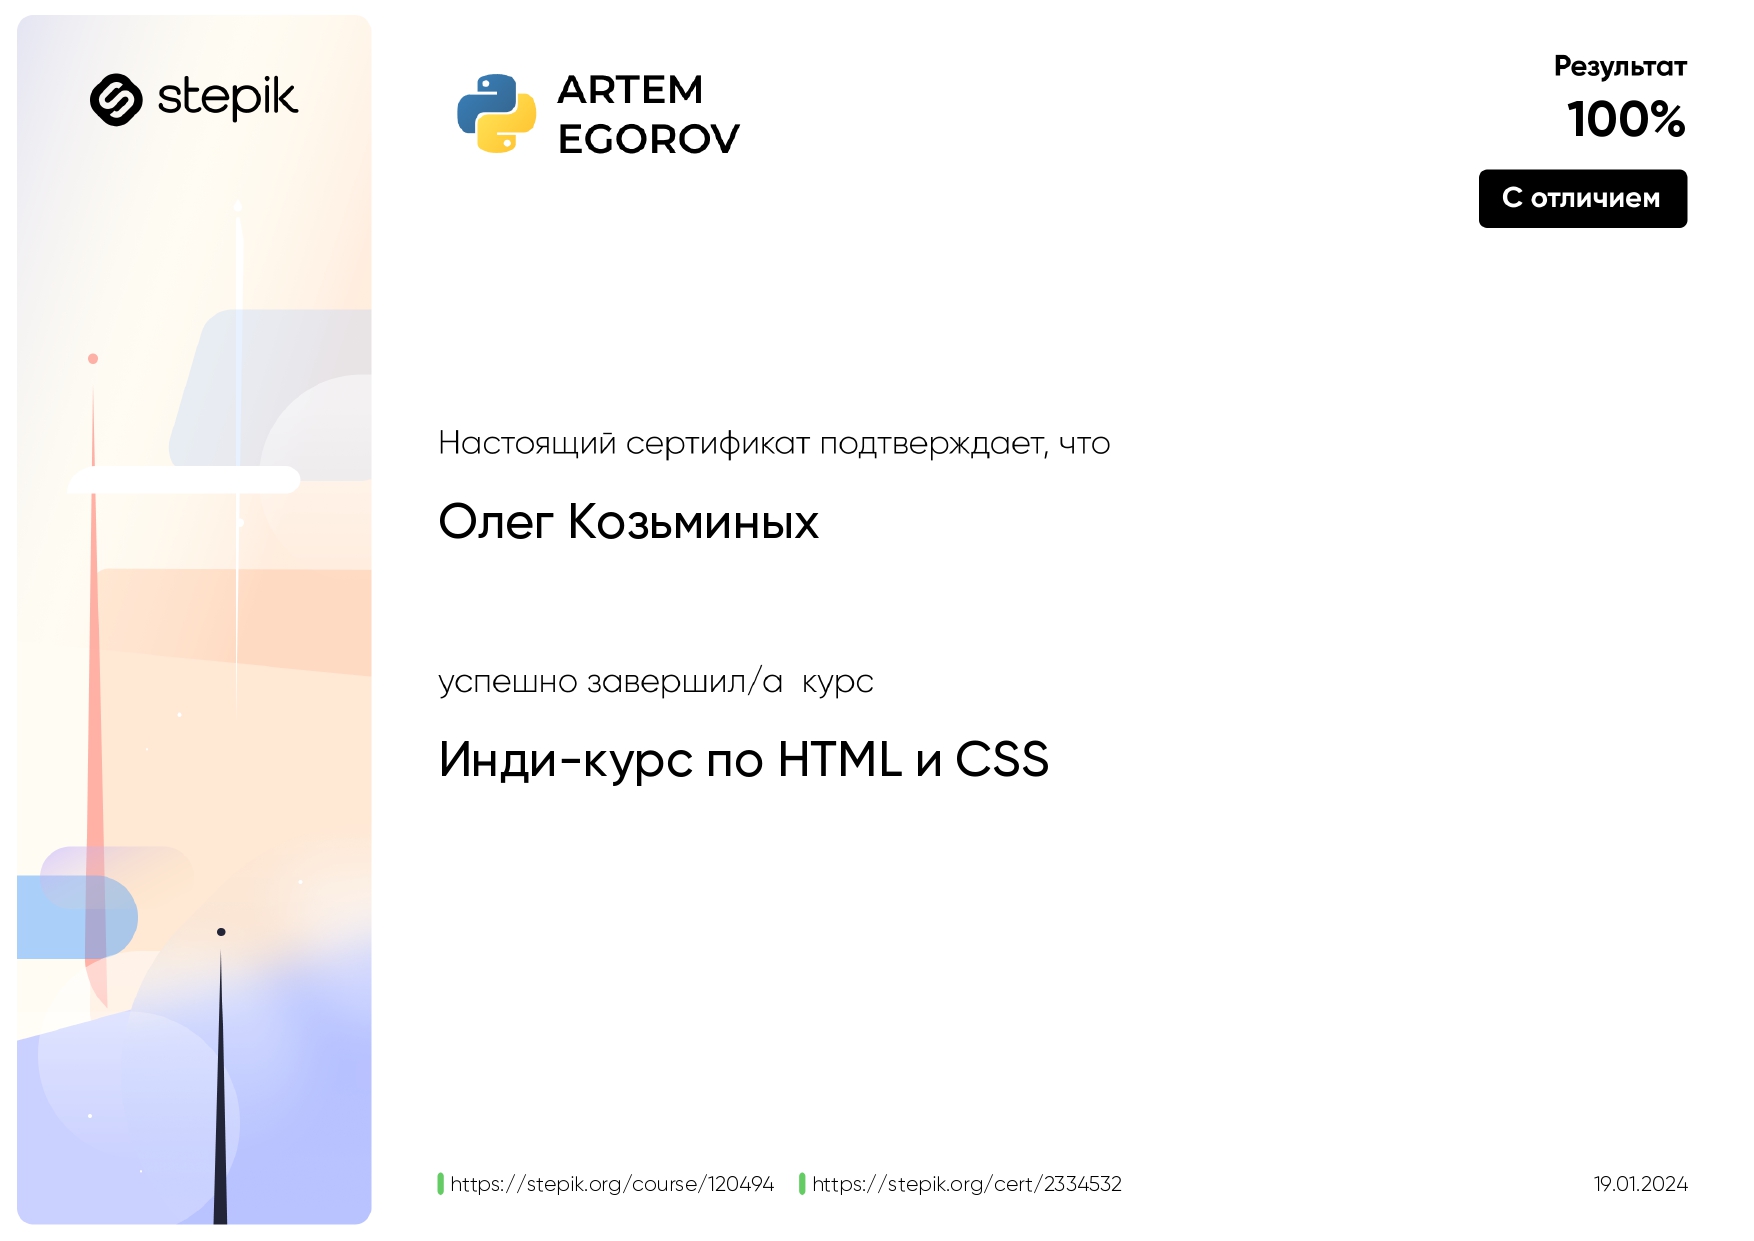 stepik
ARTEM
EGOROV
Результат
100%
С отличием
Настоящий сертификат подтверждает, что
Олег Козьминых
успешно завершил/а курс
Инди-курс по HTML и CSS
https://stepik.org/course/120494 https://stepik.org/cert/2334532 19.01.2024